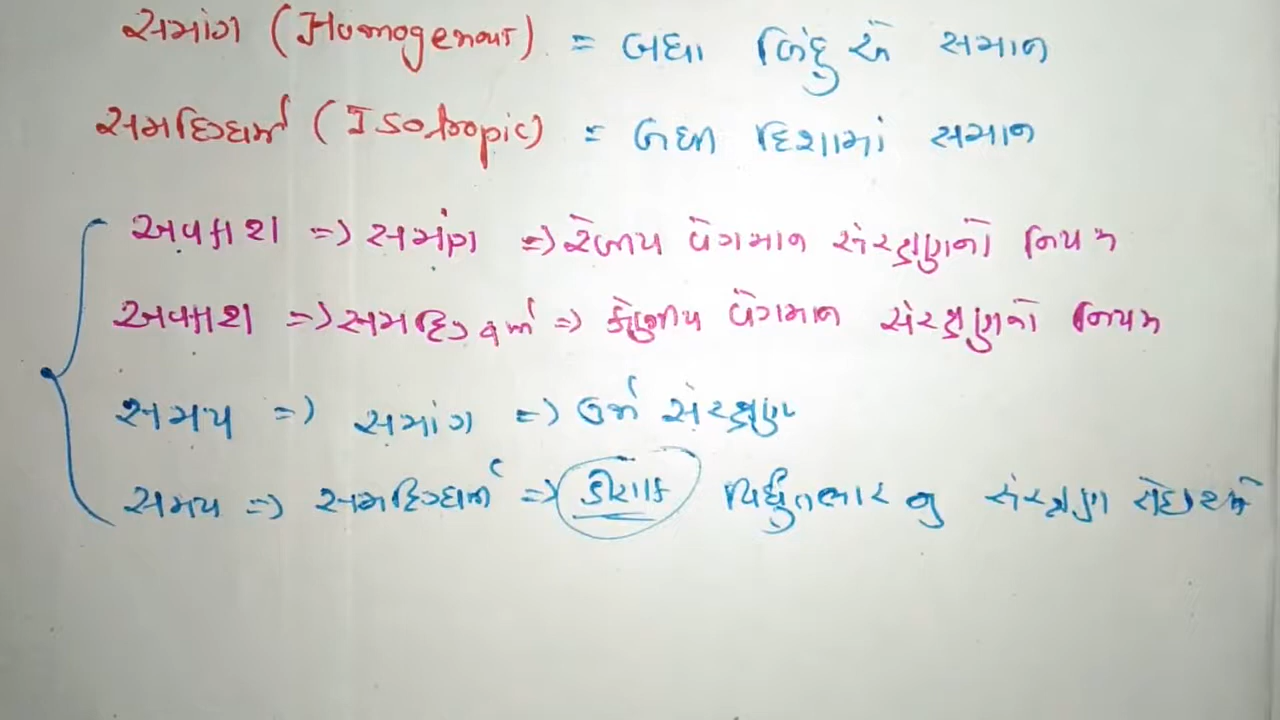 સમાંગ (Homogenous) = બધા બિંદુ એ સમાન
સમદિગ્ધર્મી (Isotropic) = બધી દિશામાં સમાન
અવકાશ => સમાંગ => રેખીય વેગમાન સંરક્ષણનો નિયમ
અવકાશ => સમદિગ્ધર્મી => કોણીય વેગમાન સંરક્ષણનો નિયમ
સમય => સમાંગ => ઉર્જા સંરક્ષણ
સમય => સમદિગ્ધર્મી => ડીરાક વિદ્યુતભાર નુ સંરક્ષણ